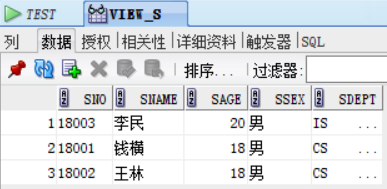 TEST VIEW_S
列 数据 授权 相关性 详细资料 触发器 SQL
排序... 过滤器:
SNO SNAME SAGE SSEX SDEPT
1 18003 李民 20 男 IS ...
2 18001 钱横 18 男 CS ...
3 18002 王林 18 男 CS ...